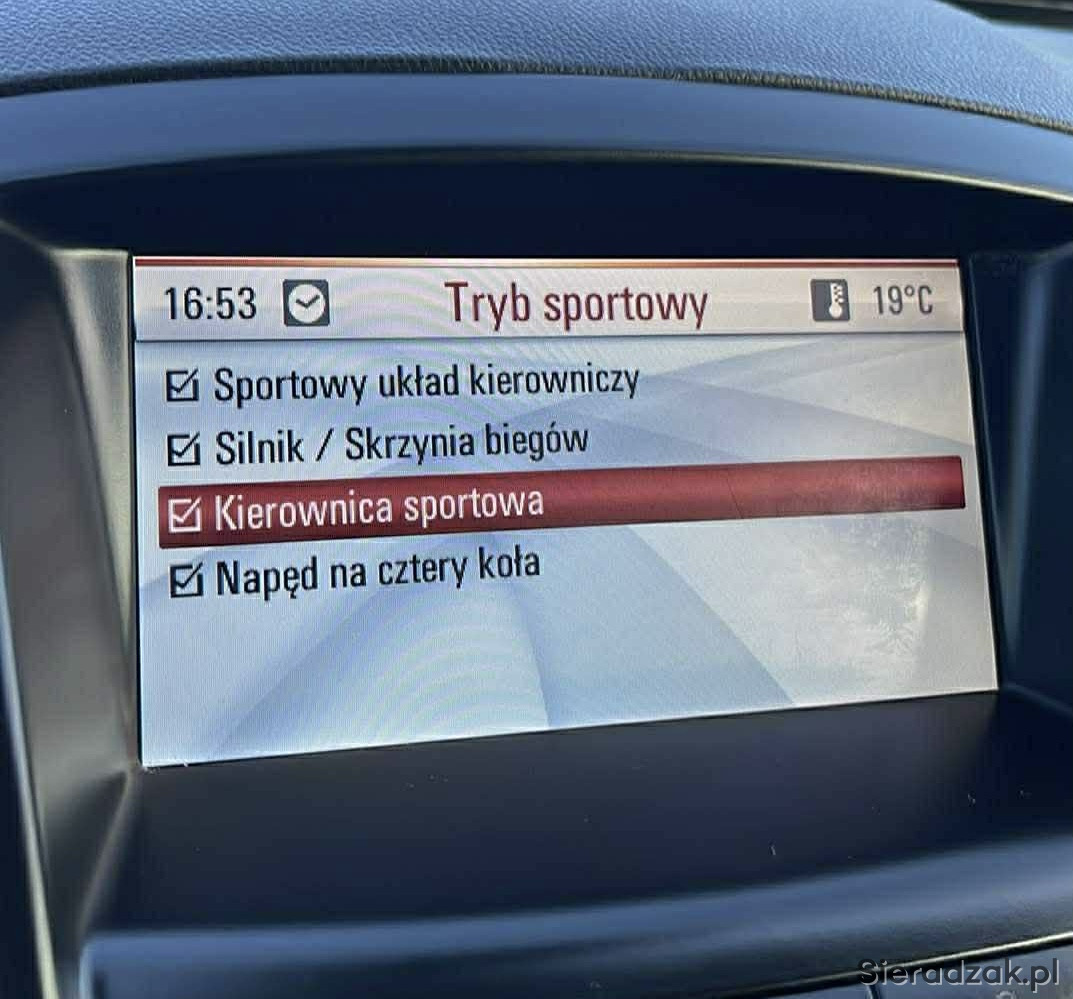 16:53 Tryb sportowy 19°C
Sportowy układ kierowniczy
Silnik / Skrzynia biegów
Kierownica sportowa
Napęd na cztery koła
Sieradzak.pl